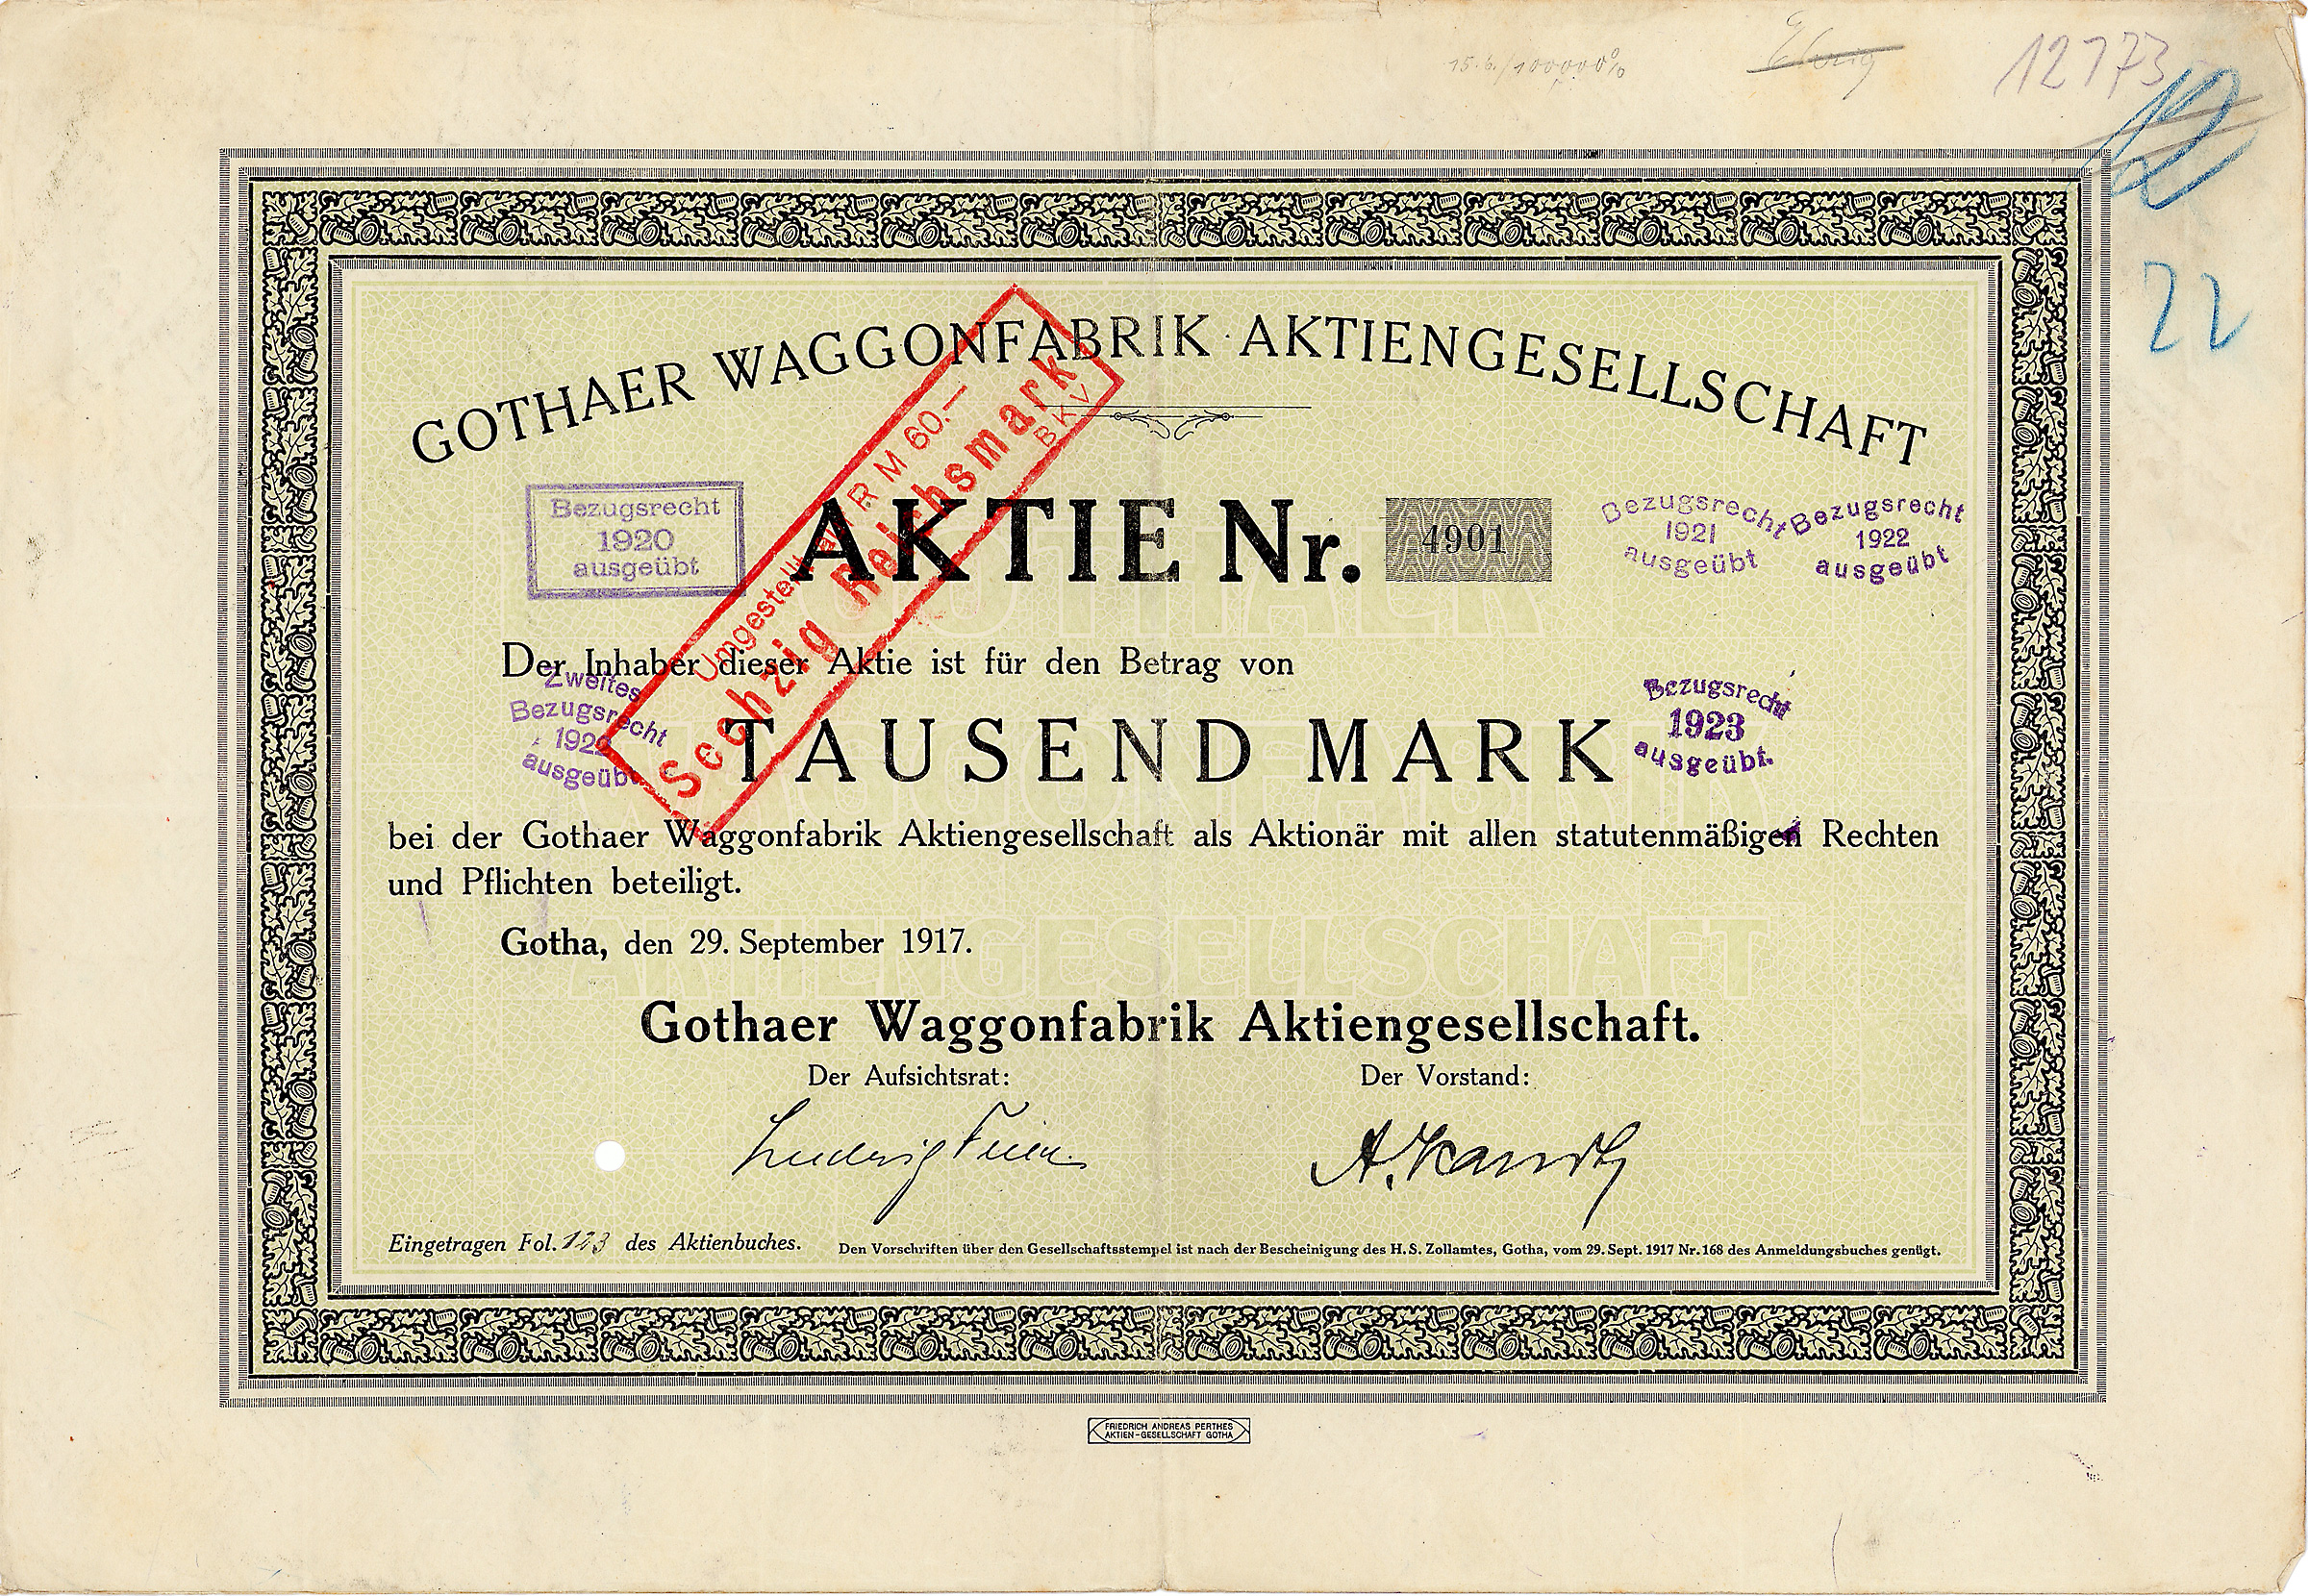 12773
22
GOTHAER WAGGONFABRIK AKTIENGESELLSCHAFT
Umgestellt auf RM 60.—
Sechzig Reichsmark
BKV
Bezugsrecht
1920
ausgeübt
AKTIE Nr. 4901
Bezugsrecht
1921
ausgeübt
Bezugsrecht
1922
ausgeübt
Der Inhaber dieser Aktie ist für den Betrag von
Zweites
Bezugsrecht
1922
ausgeübt
TAUSEND MARK
Bezugsrecht
1923
ausgeübt.
bei der Gothaer Waggonfabrik Aktiengesellschaft als Aktionär mit allen statutenmäßigen Rechten
und Pflichten beteiligt.
Gotha, den 29. September 1917.
GOTHAER
WAGGONFABRIK
AKTIENGESELLSCHAFT
Gothaer Waggonfabrik Aktiengesellschaft.
Der Aufsichtsrat: Der Vorstand:
Eingetragen Fol. 123 des Aktienbuches.
Den Vorschriften über den Gesellschaftsstempel ist nach der Bescheinigung des H. S. Zollamtes, Gotha, vom 29. Sept. 1917 Nr. 168 des Anmeldungsbuches genügt.
FRIEDRICH ANDREAS PERTHES
AKTIEN-GESELLSCHAFT GOTHA